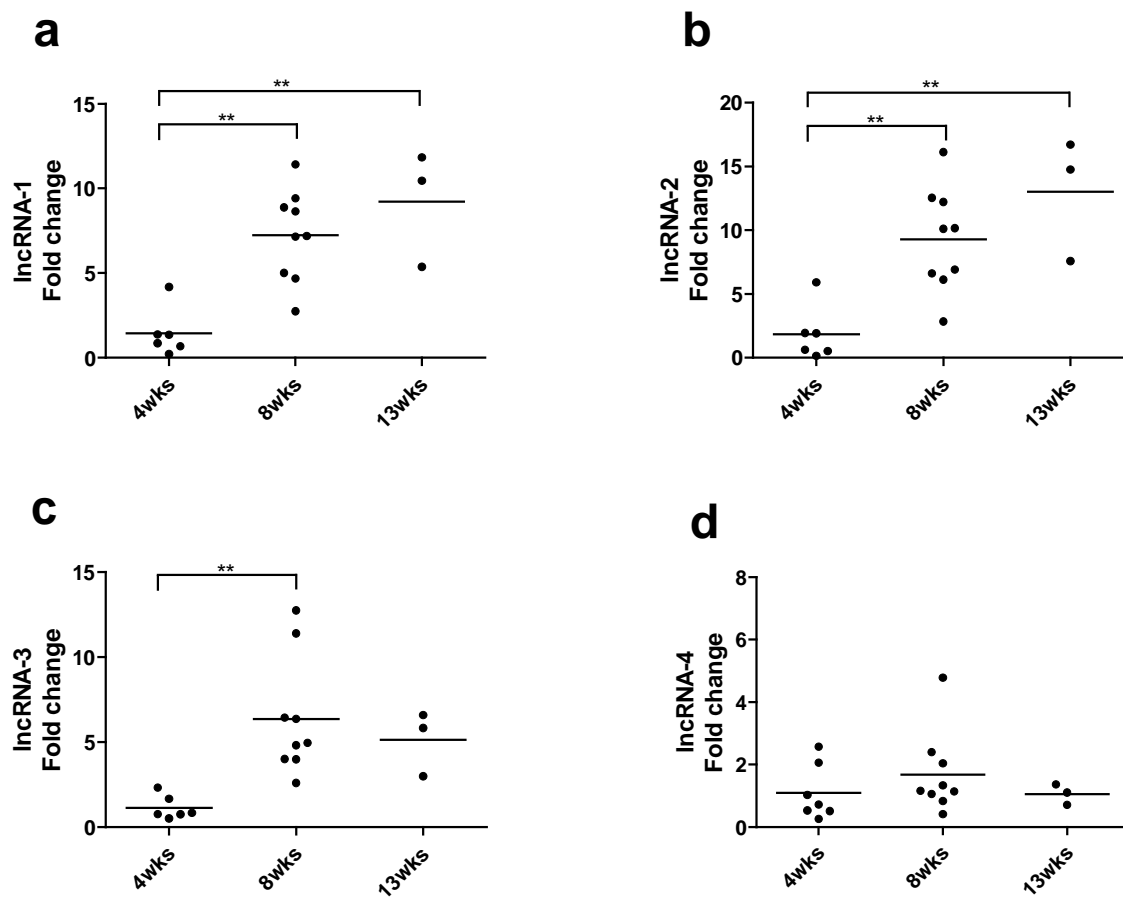 a
b
**
**
15
10
5
0
lncRNA-1
Fold change
4wks
8wks
13wks
**
**
20
15
10
5
0
lncRNA-2
Fold change
4wks
8wks
13wks
c
d
**
15
10
5
0
lncRNA-3
Fold change
4wks
8wks
13wks
8
6
4
2
0
lncRNA-4
Fold change
4wks
8wks
13wks